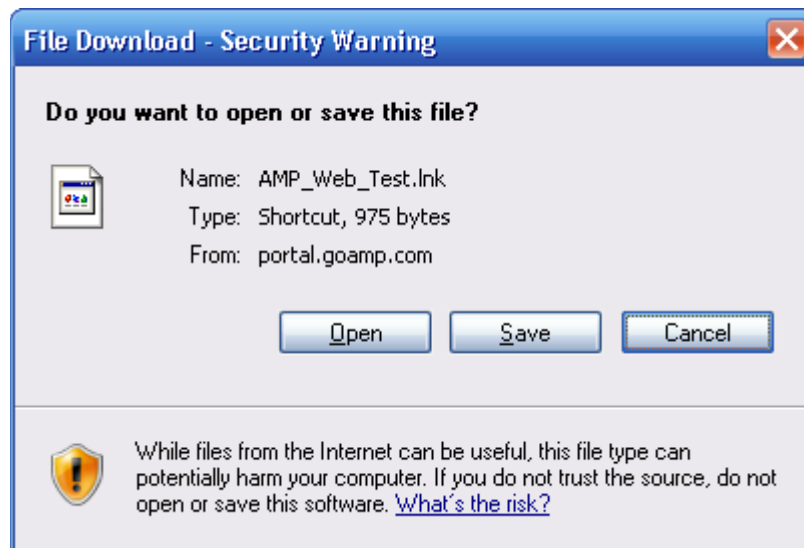 File Download - Security Warning
Do you want to open or save this file?
Name: AMP_Web_Test.lnk
Type: Shortcut, 975 bytes
From: portal.goamp.com
Open Save Cancel
While files from the Internet can be useful, this file type can
potentially harm your computer. If you do not trust the source, do not
open or save this software. What's the risk?